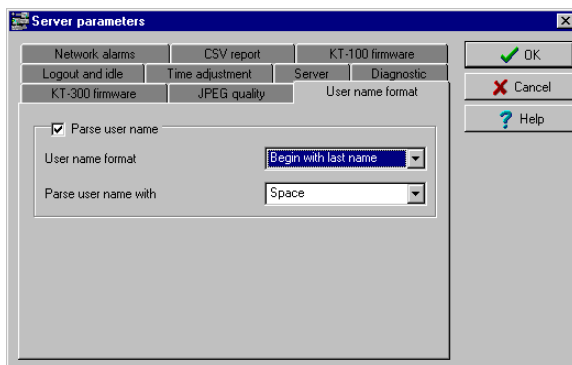 Server parameters
Network alarms CSV report KT-100 firmware
Logout and idle Time adjustment Server Diagnostic
KT-300 firmware JPEG quality User name format
Parse user name
User name format Begin with last name
Parse user name with Space
OK
Cancel
Help